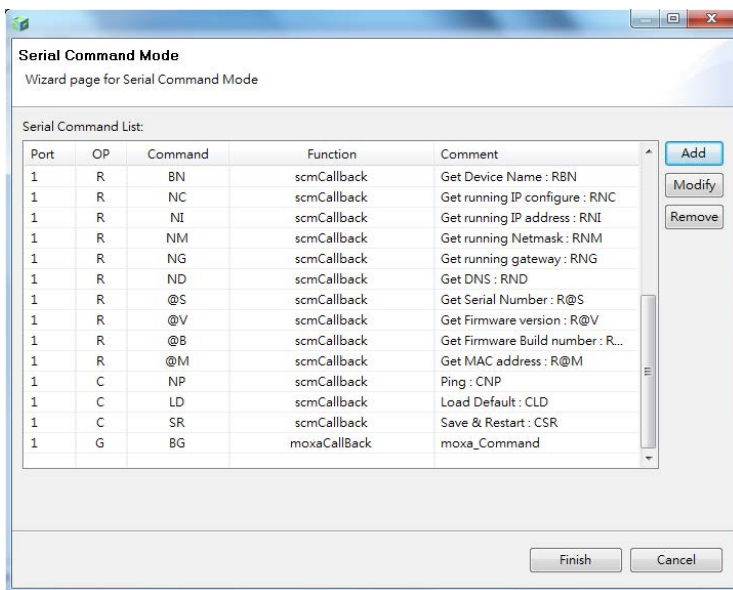 Serial Command Mode
Wizard page for Serial Command Mode
Serial Command List:
Port OP Command Function Comment
1 R BN scmCallback Get Device Name : RBN
1 R NC scmCallback Get running IP configure : RNC
1 R NI scmCallback Get running IP address : RNI
1 R NM scmCallback Get running Netmask : RNM
1 R NG scmCallback Get running gateway : RNG
1 R ND scmCallback Get DNS : RND
1 R @S scmCallback Get Serial Number : R@S
1 R @V scmCallback Get Firmware version : R@V
1 R @B scmCallback Get Firmware Build number : R...
1 R @M scmCallback Get MAC address : R@M
1 C NP scmCallback Ping : CNP
1 C LD scmCallback Load Default : CLD
1 C SR scmCallback Save & Restart : CSR
1 G BG moxaCallBack moxa_Command
Add
Modify
Remove
Finish Cancel